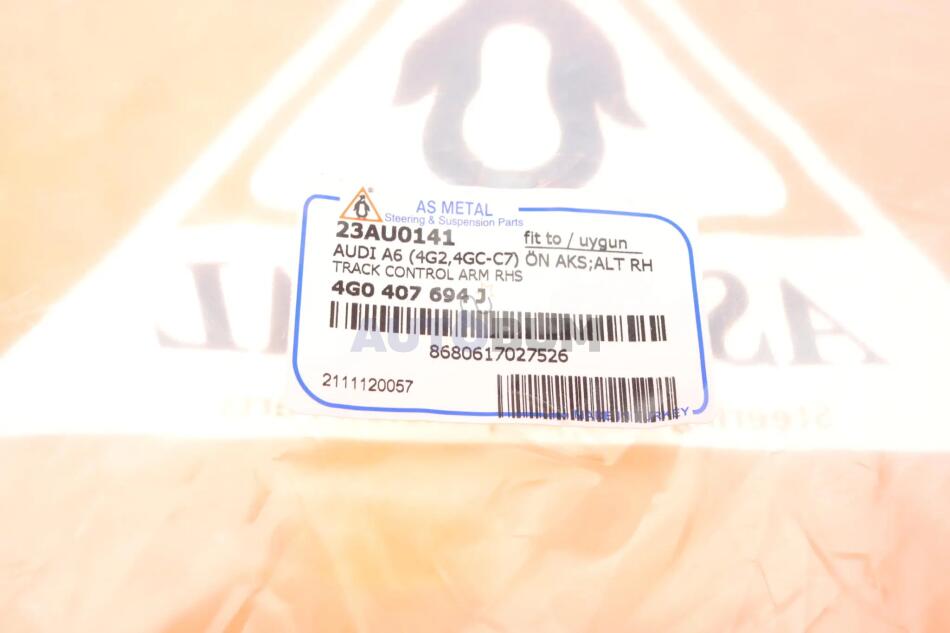 AS METAL
Steering & Suspension Parts
23AU0141 fit to / uygun
AUDI A6 (4G2,4GC-C7) ÖN AKS;ALT RH
TRACK CONTROL ARM RHS
4G0 407 694 J
AUTOBUM
8680617027526
2111120057
MADE IN TURKEY